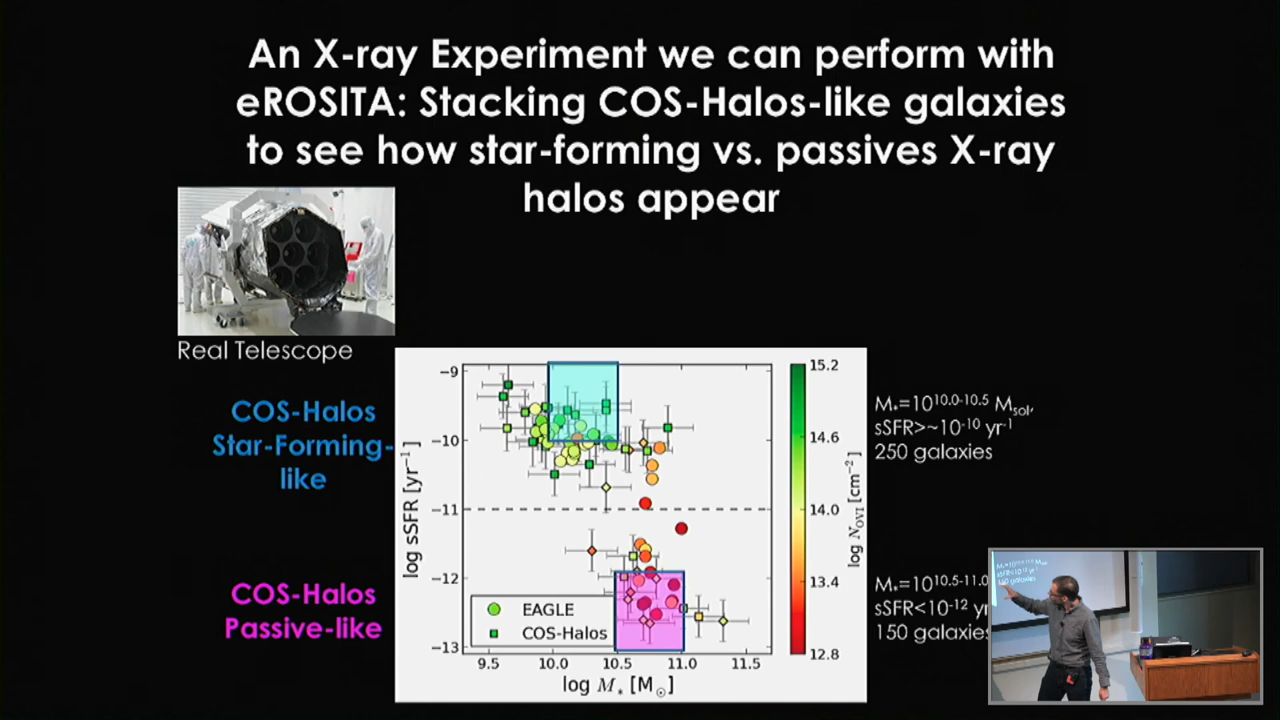 An X-ray Experiment we can perform with
eROSITA: Stacking COS-Halos-like galaxies
to see how star-forming vs. passives X-ray
halos appear
Real Telescope
COS-Halos
Star-Forming-
like
COS-Halos
Passive-like
log sSFR [yr⁻¹]
−9
−10
−11
−12
−13
EAGLE
COS-Halos
9.5 10.0 10.5 11.0 11.5
log M* [M⊙]
15.2
14.6
14.0
13.4
12.8
log N_OVI [cm⁻²]
M*=10^10.0-10.5 Msol,
sSFR>~10^-10 yr^-1
250 galaxies
M*=10^10.5-11.0
sSFR<10^-12 yr
150 galaxies